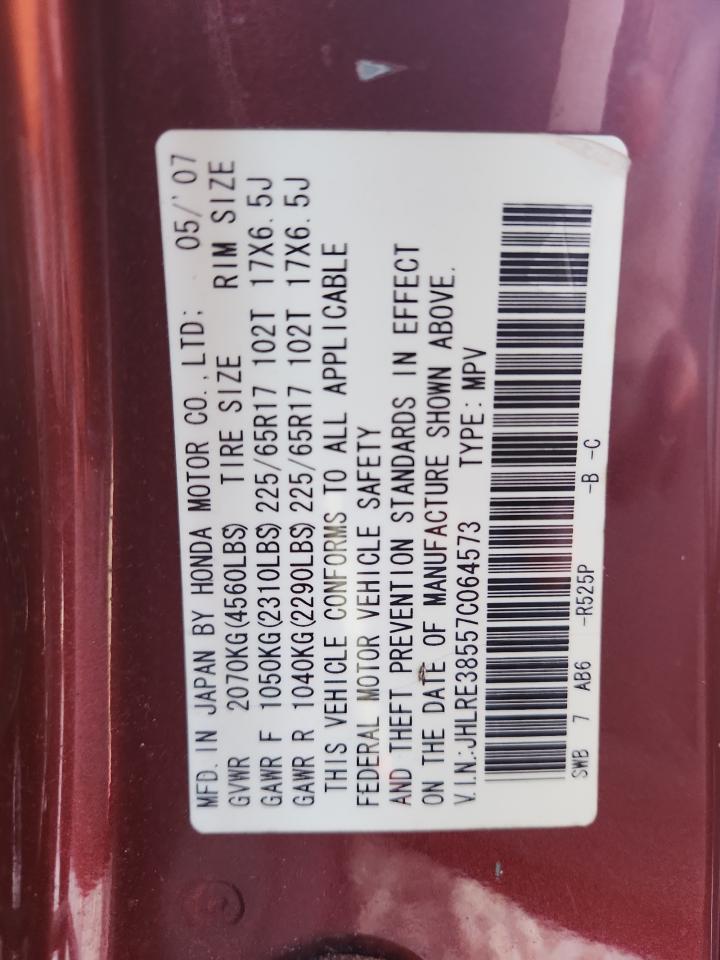 MFD. IN JAPAN BY HONDA MOTOR CO., LTD; 05/'07
GVWR 2070KG(4560LBS) TIRE SIZE RIM SIZE
GAWR F 1050KG(2310LBS) 225/65R17 102T 17X6.5J
GAWR R 1040KG(2290LBS) 225/65R17 102T 17X6.5J
THIS VEHICLE CONFORMS TO ALL APPLICABLE
FEDERAL MOTOR VEHICLE SAFETY
AND THEFT PREVENTION STANDARDS IN EFFECT
ON THE DATE OF MANUFACTURE SHOWN ABOVE.
V.I.N.:JHLRE38557C064573 TYPE: MPV
SWB 7 AB6 -R525P -B -C